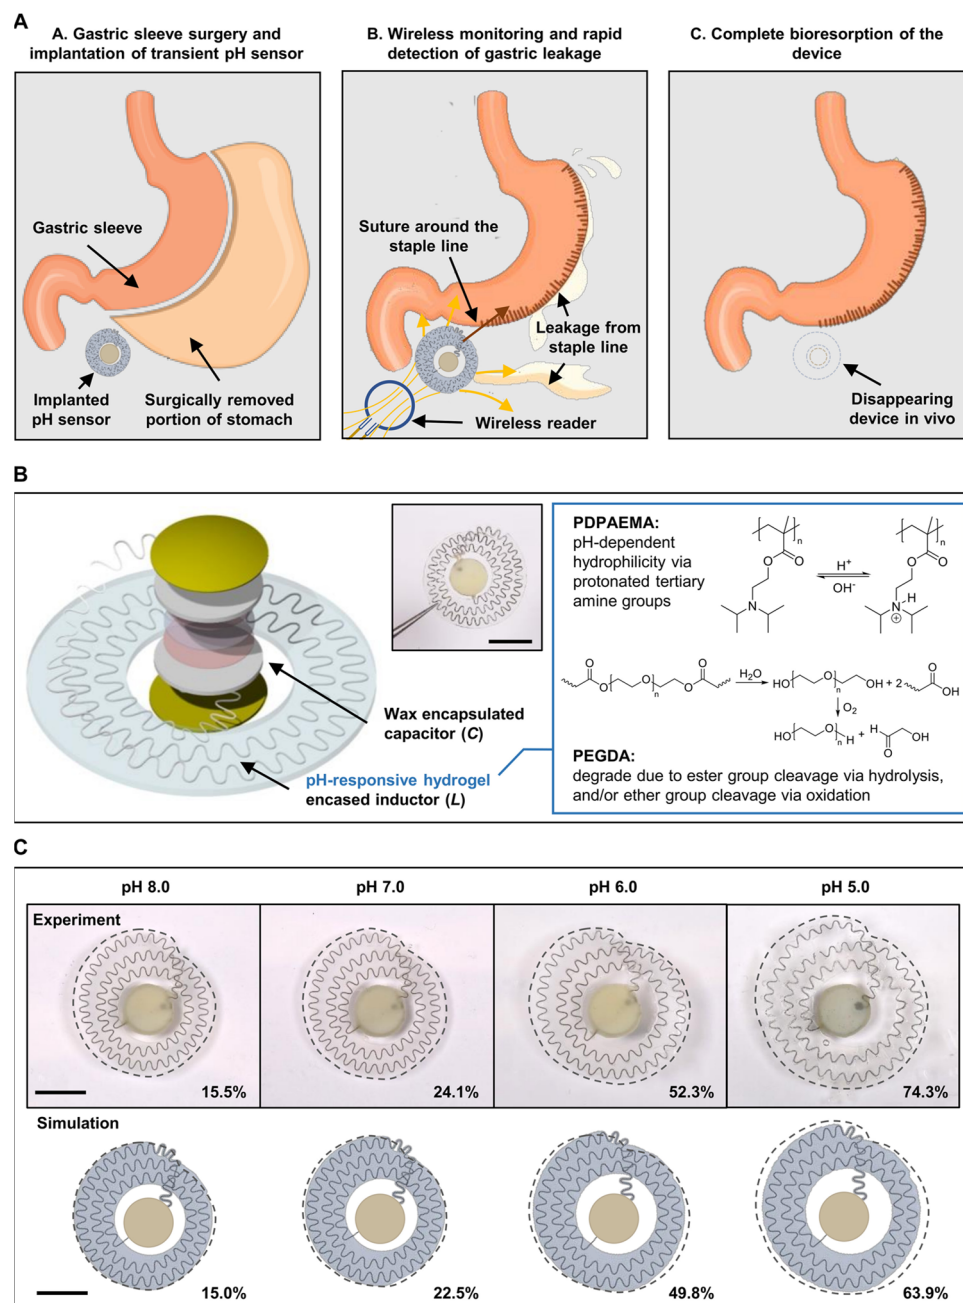 A
A. Gastric sleeve surgery and
implantation of transient pH sensor
B. Wireless monitoring and rapid
detection of gastric leakage
C. Complete bioresorption of the
device
Gastric sleeve
Implanted
pH sensor
Surgically removed
portion of stomach
Suture around the
staple line
Leakage from
staple line
Wireless reader
Disappearing
device in vivo
B
Wax encapsulated
capacitor (C)
pH-responsive hydrogel
encased inductor (L)
PDPAEMA:
pH-dependent
hydrophilicity via
protonated tertiary
amine groups
n
O
O
N
H⁺
OH⁻
n
O
O
N
H
⊕
O
O
O
n
O
O
H₂O
HO
O
n
OH + 2
O
OH
O₂
HO
O
n
H
+
H
O
OH
PEGDA:
degrade due to ester group cleavage via hydrolysis,
and/or ether group cleavage via oxidation
C
pH 8.0
pH 7.0
pH 6.0
pH 5.0
Experiment
15.5%
24.1%
52.3%
74.3%
Simulation
15.0%
22.5%
49.8%
63.9%